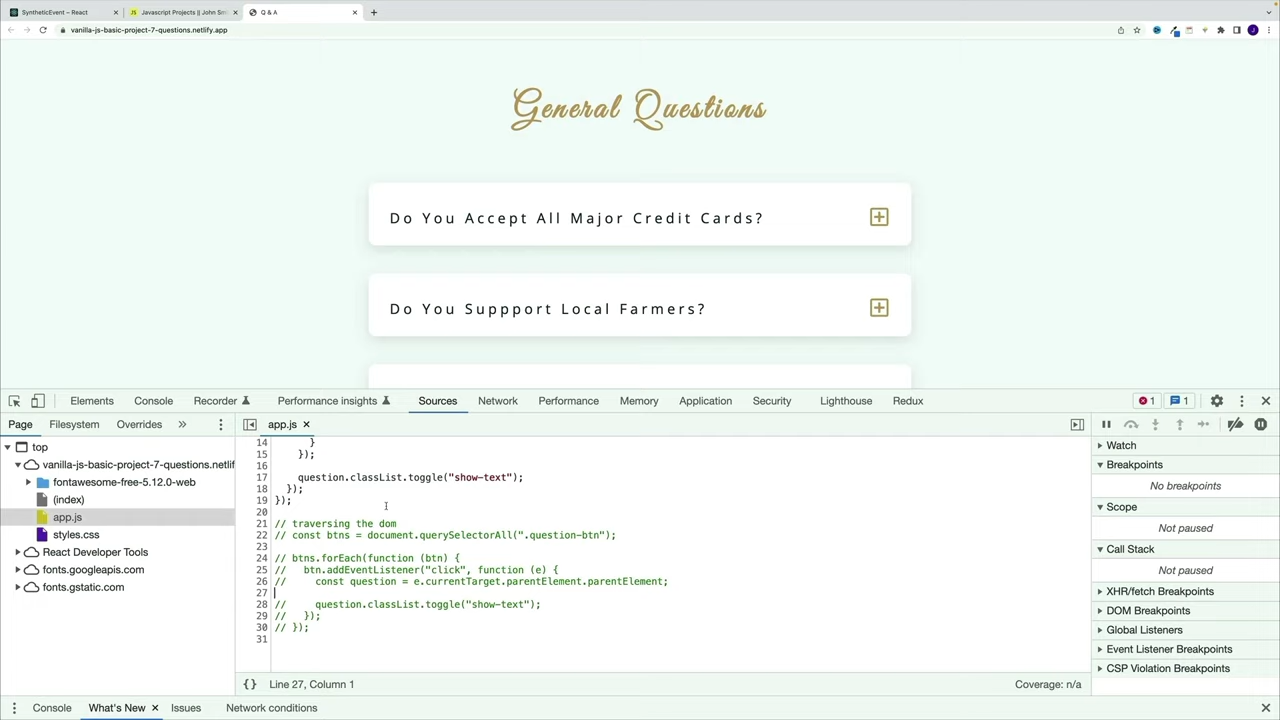 SyntheticEvent – React
Javascript Projects || John Smi
Q & A
vanilla-js-basic-project-7-questions.netlify.app
General Questions
Do You Accept All Major Credit Cards?
Do You Suppport Local Farmers?
Elements Console Recorder Performance insights Sources Network Performance Memory Application Security Lighthouse Redux 1 1
Page Filesystem Overrides
app.js
top
vanilla-js-basic-project-7-questions.netlif
fontawesome-free-5.12.0-web
(index)
app.js
styles.css
React Developer Tools
fonts.googleapis.com
fonts.gstatic.com
14 }
15 });
16
17 question.classList.toggle("show-text");
18 });
19 });
20
21 // traversing the dom
22 // const btns = document.querySelectorAll(".question-btn");
23
24 // btns.forEach(function (btn) {
25 // btn.addEventListener("click", function (e) {
26 // const question = e.currentTarget.parentElement.parentElement;
27
28 // question.classList.toggle("show-text");
29 // });
30 // });
31
{} Line 27, Column 1
Coverage: n/a
Watch
Breakpoints
No breakpoints
Scope
Not paused
Call Stack
Not paused
XHR/fetch Breakpoints
DOM Breakpoints
Global Listeners
Event Listener Breakpoints
CSP Violation Breakpoints
Console What's New Issues Network conditions